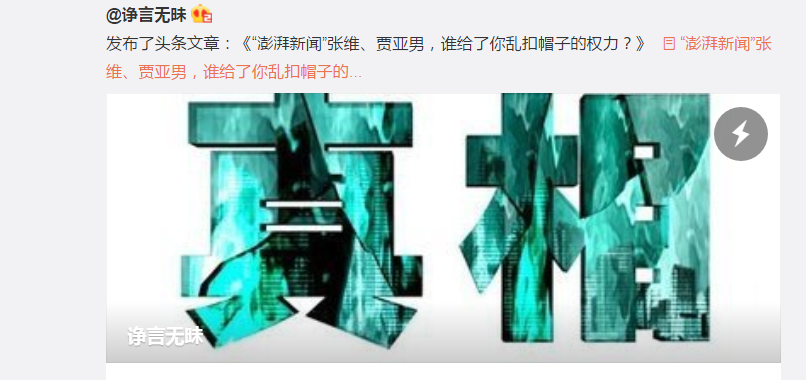 @诤言无昧
发布了头条文章：《“澎湃新闻”张维、贾亚男，谁给了你乱扣帽子的权力？》 “澎湃新闻”张
维、贾亚男，谁给了你乱扣帽子的...
真相
诤言无昧